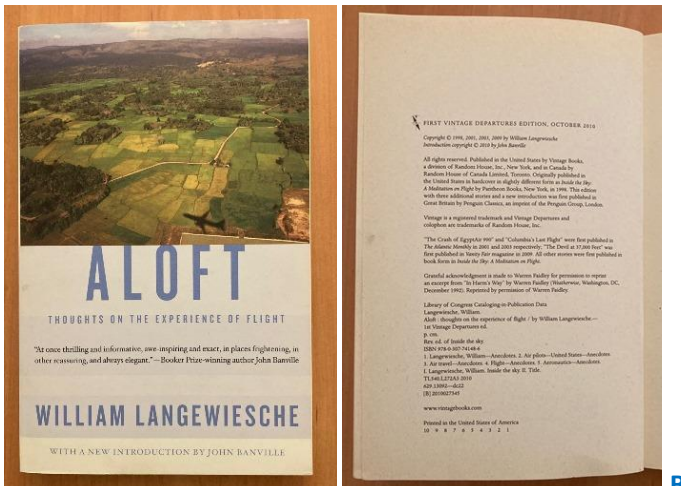 ALOFT
THOUGHTS ON THE EXPERIENCE OF FLIGHT
"At once thrilling and informative, awe-inspiring and exact, in places frightening, in
other reassuring, and always elegant."—Booker Prize-winning author John Banville
WILLIAM LANGEWIESCHE
WITH A NEW INTRODUCTION BY JOHN BANVILLE
FIRST VINTAGE DEPARTURES EDITION, OCTOBER 2010
Copyright © 1998, 2001, 2003, 2009 by William Langewiesche
Introduction copyright © 2010 by John Banville
All rights reserved. Published in the United States by Vintage Books,
a division of Random House, Inc., New York, and in Canada by
Random House of Canada Limited, Toronto. Originally published in
the United States in hardcover in slightly different form as Inside the Sky:
A Meditation on Flight by Pantheon Books, New York, in 1998. This edition
with three additional stories and a new introduction was first published in
Great Britain by Penguin Classics, an imprint of the Penguin Group, London.
Vintage is a registered trademark and Vintage Departures and
colophon are trademarks of Random House, Inc.
"The Crash of EgyptAir 990" and "Columbia's Last Flight" were first published in
The Atlantic Monthly in 2001 and 2003 respectively; "The Devil at 37,000 Feet" was
first published in Vanity Fair magazine in 2009. All other stories were first published in
book form in Inside the Sky: A Meditation on Flight.
Grateful acknowledgment is made to Warren Faidley for permission to reprint
an excerpt from "In Harm's Way" by Warren Faidley (Weatherwise, Washington, DC,
December 1992). Reprinted by permission of Warren Faidley.
Library of Congress Cataloging-in-Publication Data
Langewiesche, William.
Aloft : thoughts on the experience of flight / by William Langewiesche.—
1st Vintage Departures ed.
p. cm.
Rev. ed. of Inside the sky.
ISBN 978-0-307-74148-6
1. Langewiesche, William—Anecdotes. 2. Air pilots—United States—Anecdotes.
3. Air travel—Anecdotes. 4. Flight—Anecdotes. 5. Aeronautics—Anecdotes.
I. Langewiesche, William. Inside the sky. II. Title.
TL540.L272A3 2010
629.13092—dc22
[B] 2010027345
www.vintagebooks.com
Printed in the United States of America
10 9 8 7 6 5 4 3 2 1